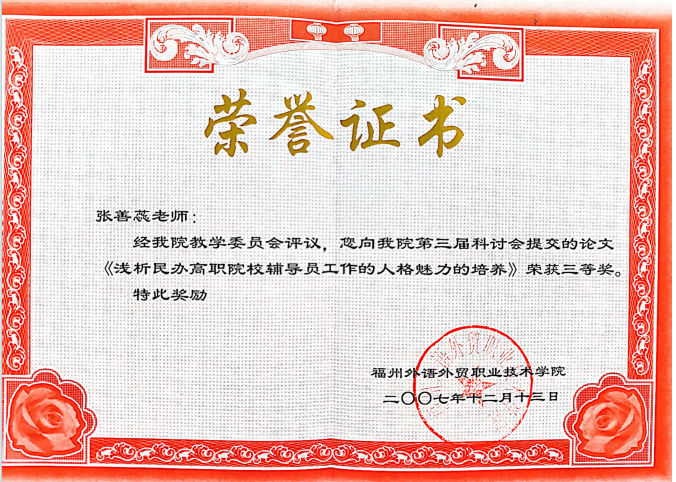 荣誉证书
张善蕊老师：
经我院教学委员会评议，您向我院第三届科讨会提交的论文
《浅析民办高职院校辅导员工作的人格魅力的培养》荣获三等奖。
特此奖励
福州外语外贸职业技术学院
二〇〇七年十二月十三日